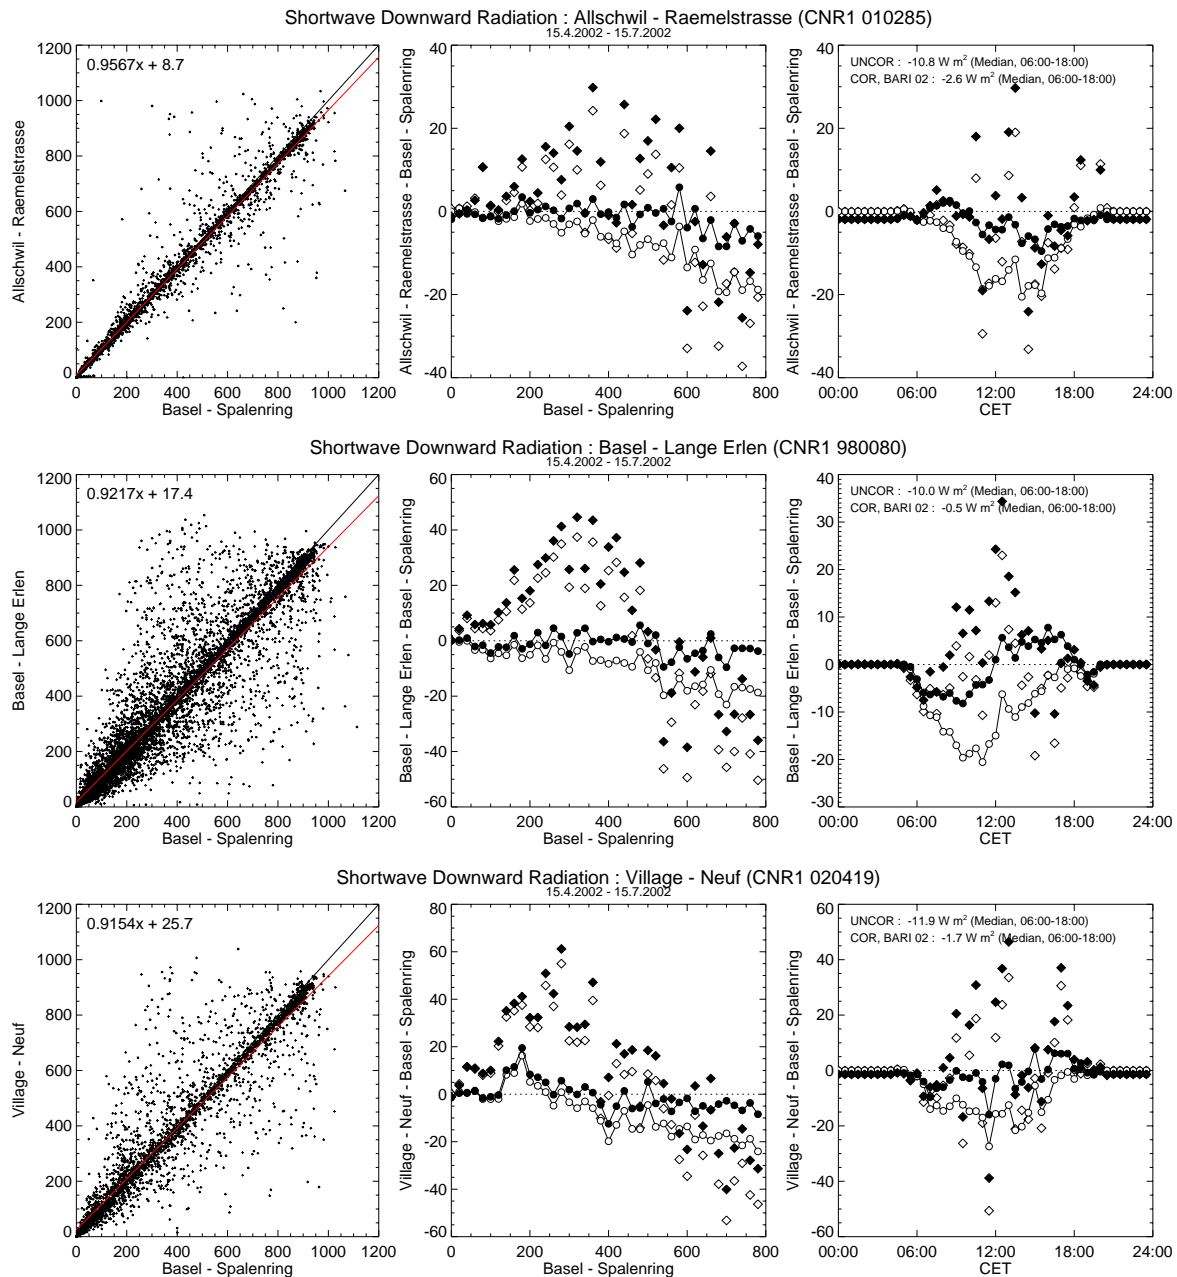 Shortwave Downward Radiation : Allschwil - Raemelstrasse (CNR1 010285)
15.4.2002 - 15.7.2002
0.9567x + 8.7
1200
1000
800
600
400
200
0
Allschwil - Raemelstrasse
0 200 400 600 800 1000 1200
Basel - Spalenring
40
20
0
-20
-40
Allschwil - Raemelstrasse - Basel - Spalenring
0 200 400 600 800
Basel - Spalenring
UNCOR : -10.8 W m² (Median, 06:00-18:00)
COR, BARI 02 : -2.6 W m² (Median, 06:00-18:00)
40
20
0
-20
-40
Allschwil - Raemelstrasse - Basel - Spalenring
00:00 06:00 12:00 18:00 24:00
CET
Shortwave Downward Radiation : Basel - Lange Erlen (CNR1 980080)
15.4.2002 - 15.7.2002
0.9217x + 17.4
1200
1000
800
600
400
200
0
Basel - Lange Erlen
0 200 400 600 800 1000 1200
Basel - Spalenring
60
40
20
0
-20
-40
-60
Basel - Lange Erlen - Basel - Spalenring
0 200 400 600 800
Basel - Spalenring
UNCOR : -10.0 W m² (Median, 06:00-18:00)
COR, BARI 02 : -0.5 W m² (Median, 06:00-18:00)
40
30
20
10
0
-10
-20
-30
Basel - Lange Erlen - Basel - Spalenring
00:00 06:00 12:00 18:00 24:00
CET
Shortwave Downward Radiation : Village - Neuf (CNR1 020419)
15.4.2002 - 15.7.2002
0.9154x + 25.7
1200
1000
800
600
400
200
0
Village - Neuf
0 200 400 600 800 1000 1200
Basel - Spalenring
80
60
40
20
0
-20
-40
-60
Village - Neuf - Basel - Spalenring
0 200 400 600 800
Basel - Spalenring
UNCOR : -11.9 W m² (Median, 06:00-18:00)
COR, BARI 02 : -1.7 W m² (Median, 06:00-18:00)
60
40
20
0
-20
-40
-60
Village - Neuf - Basel - Spalenring
00:00 06:00 12:00 18:00 24:00
CET